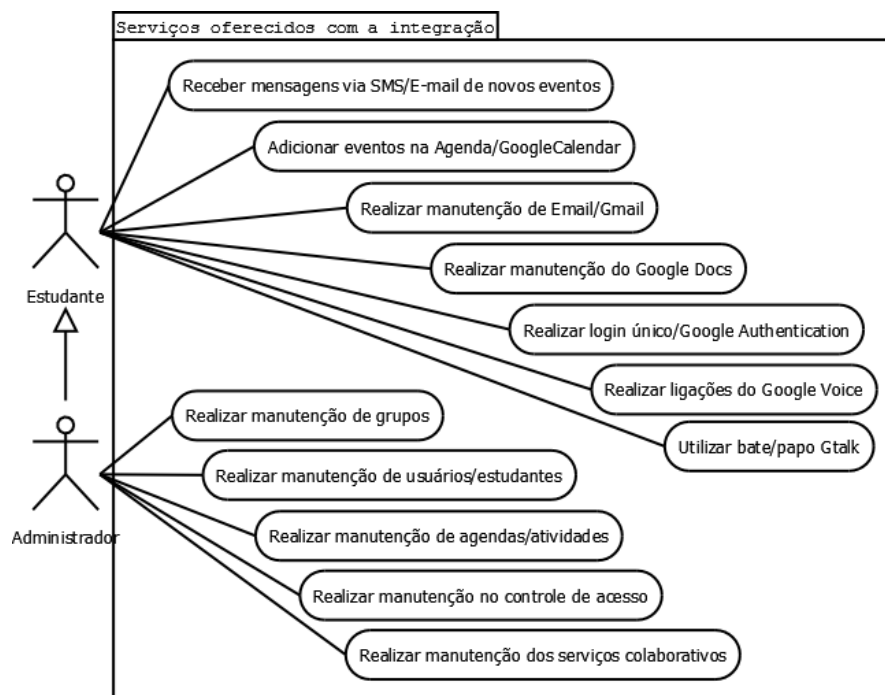 Serviços oferecidos com a integração
Receber mensagens via SMS/E-mail de novos eventos
Adicionar eventos na Agenda/GoogleCalendar
Realizar manutenção de Email/Gmail
Realizar manutenção do Google Docs
Estudante
Realizar login único/Google Authentication
Realizar ligações do Google Voice
Realizar manutenção de grupos
Utilizar bate/papo Gtalk
Realizar manutenção de usuários/estudantes
Administrador
Realizar manutenção de agendas/atividades
Realizar manutenção no controle de acesso
Realizar manutenção dos serviços colaborativos